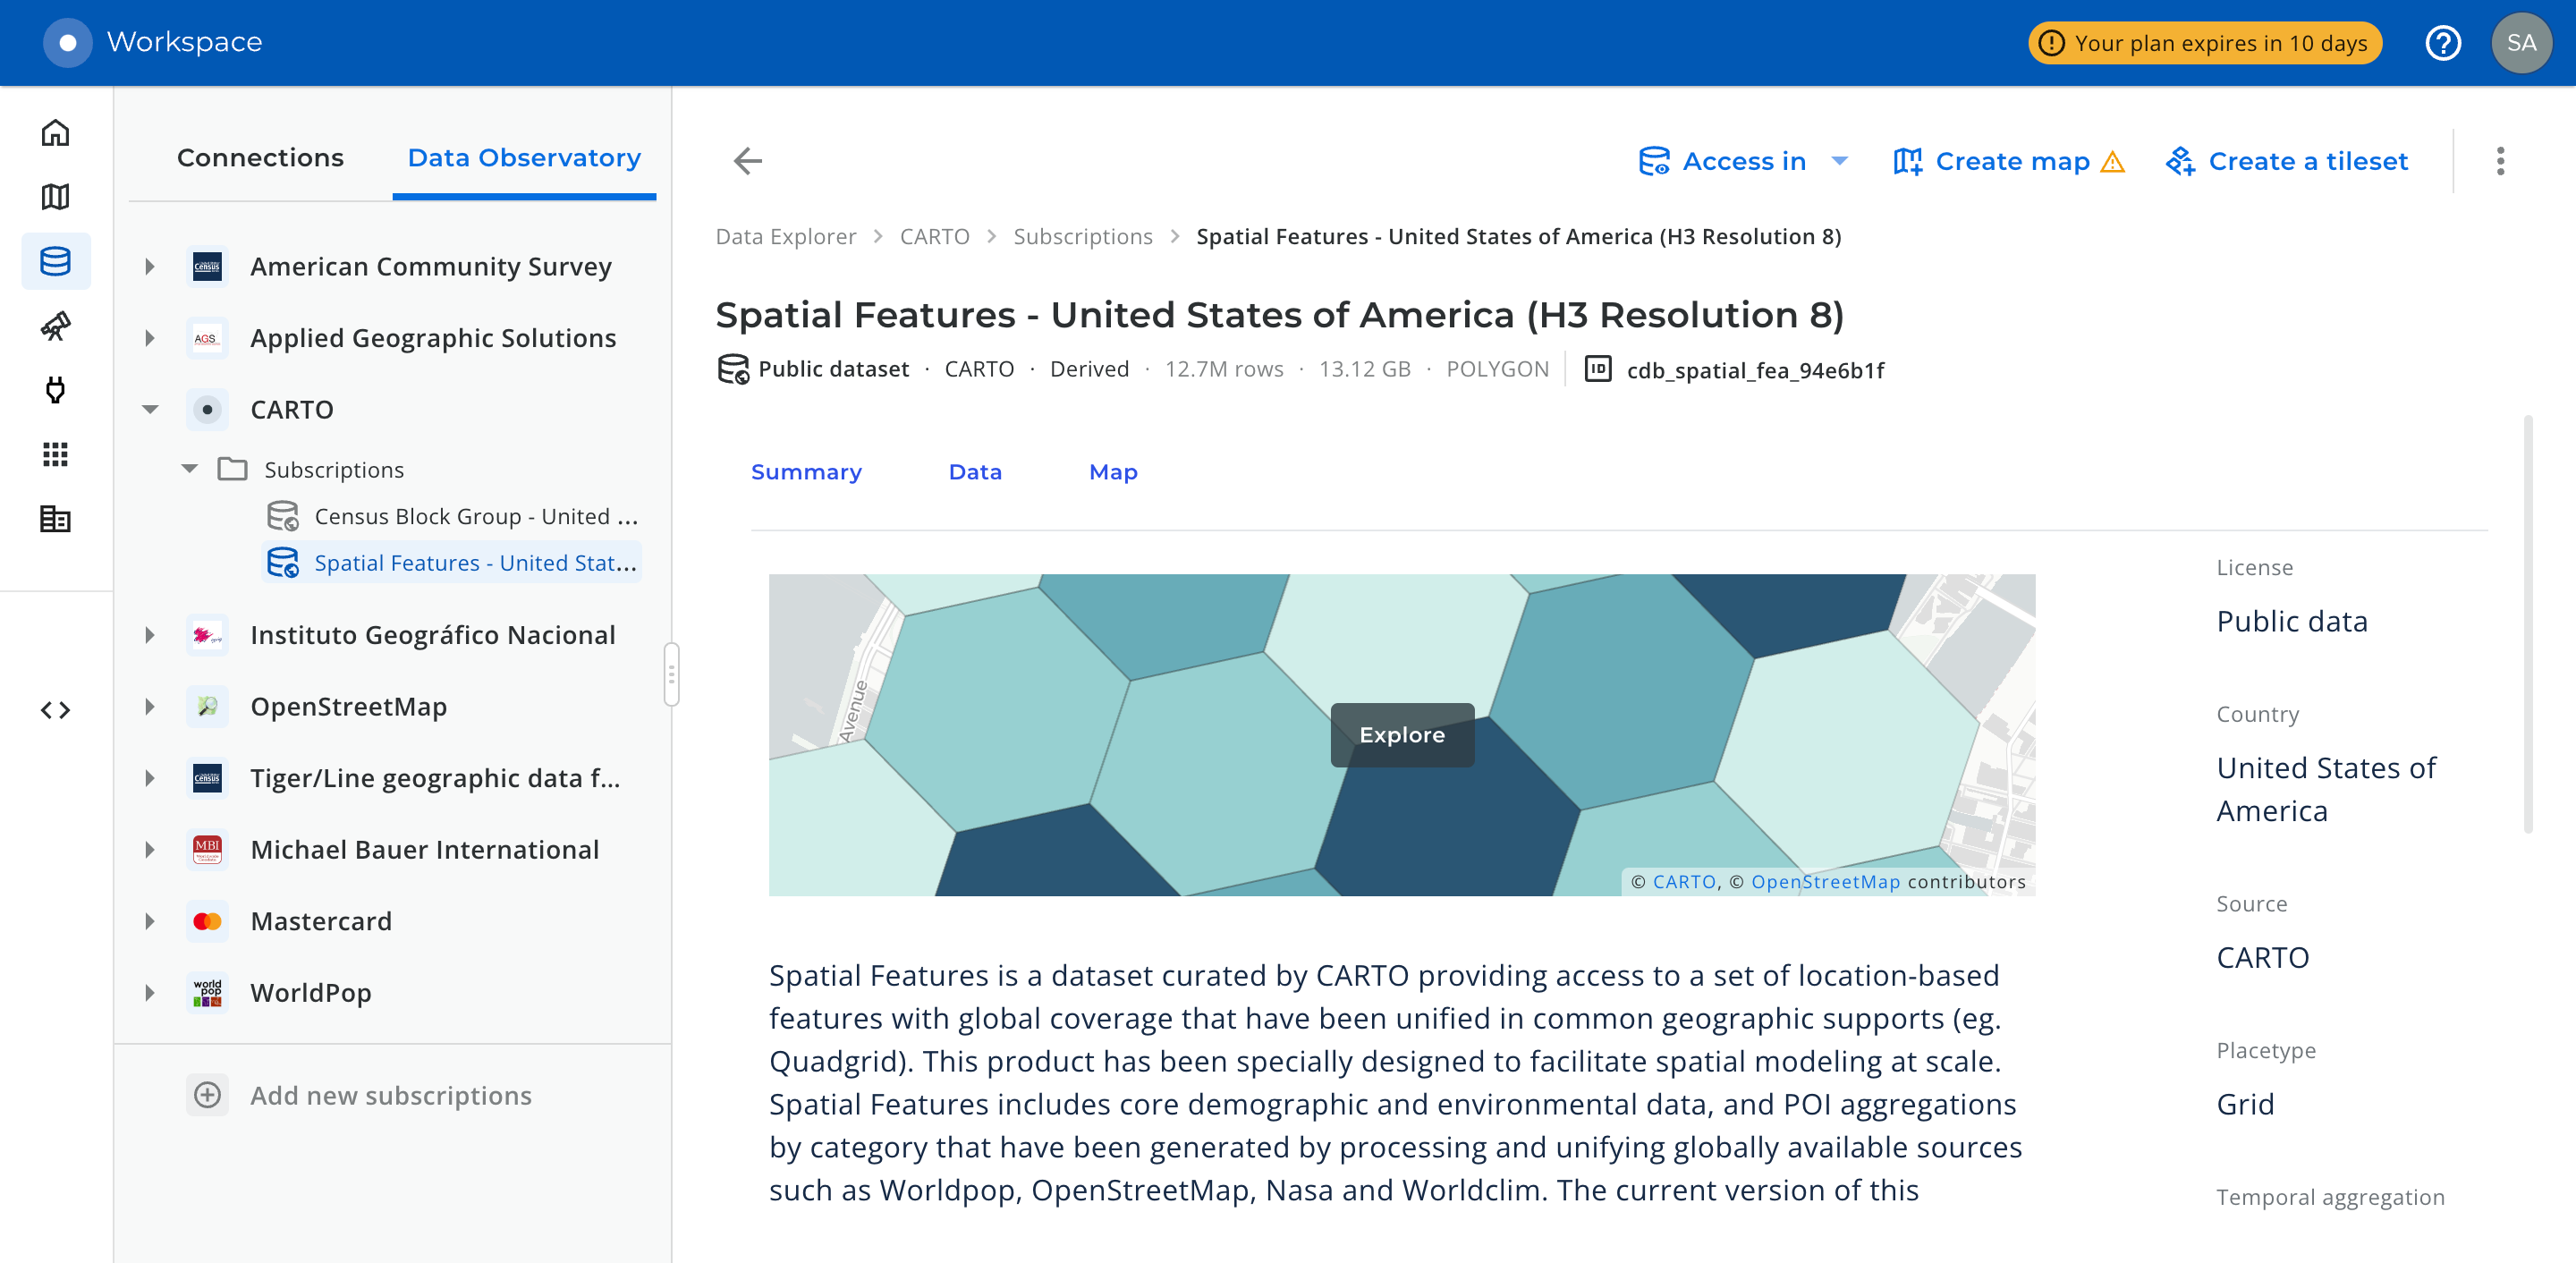 Workspace
Your plan expires in 10 days
SA
Connections
Data Observatory
American Community Survey
AGS
Applied Geographic Solutions
CARTO
Subscriptions
Census Block Group - United ...
Spatial Features - United Stat...
Instituto Geográfico Nacional
OpenStreetMap
Census
Tiger/Line geographic data f...
MBI
Michael Bauer International
Mastercard
world pop
WorldPop
Add new subscriptions
Access in
Create map
Create a tileset
Data Explorer > CARTO > Subscriptions > Spatial Features - United States of America (H3 Resolution 8)
Spatial Features - United States of America (H3 Resolution 8)
Public dataset · CARTO · Derived · 12.7M rows · 13.12 GB · POLYGON
ID cdb_spatial_fea_94e6b1f
Summary
Data
Map
Avenue
Explore
© CARTO, © OpenStreetMap contributors
Spatial Features is a dataset curated by CARTO providing access to a set of location-based
features with global coverage that have been unified in common geographic supports (eg.
Quadgrid). This product has been specially designed to facilitate spatial modeling at scale.
Spatial Features includes core demographic and environmental data, and POI aggregations
by category that have been generated by processing and unifying globally available sources
such as Worldpop, OpenStreetMap, Nasa and Worldclim. The current version of this
License
Public data
Country
United States of
America
Source
CARTO
Placetype
Grid
Temporal aggregation